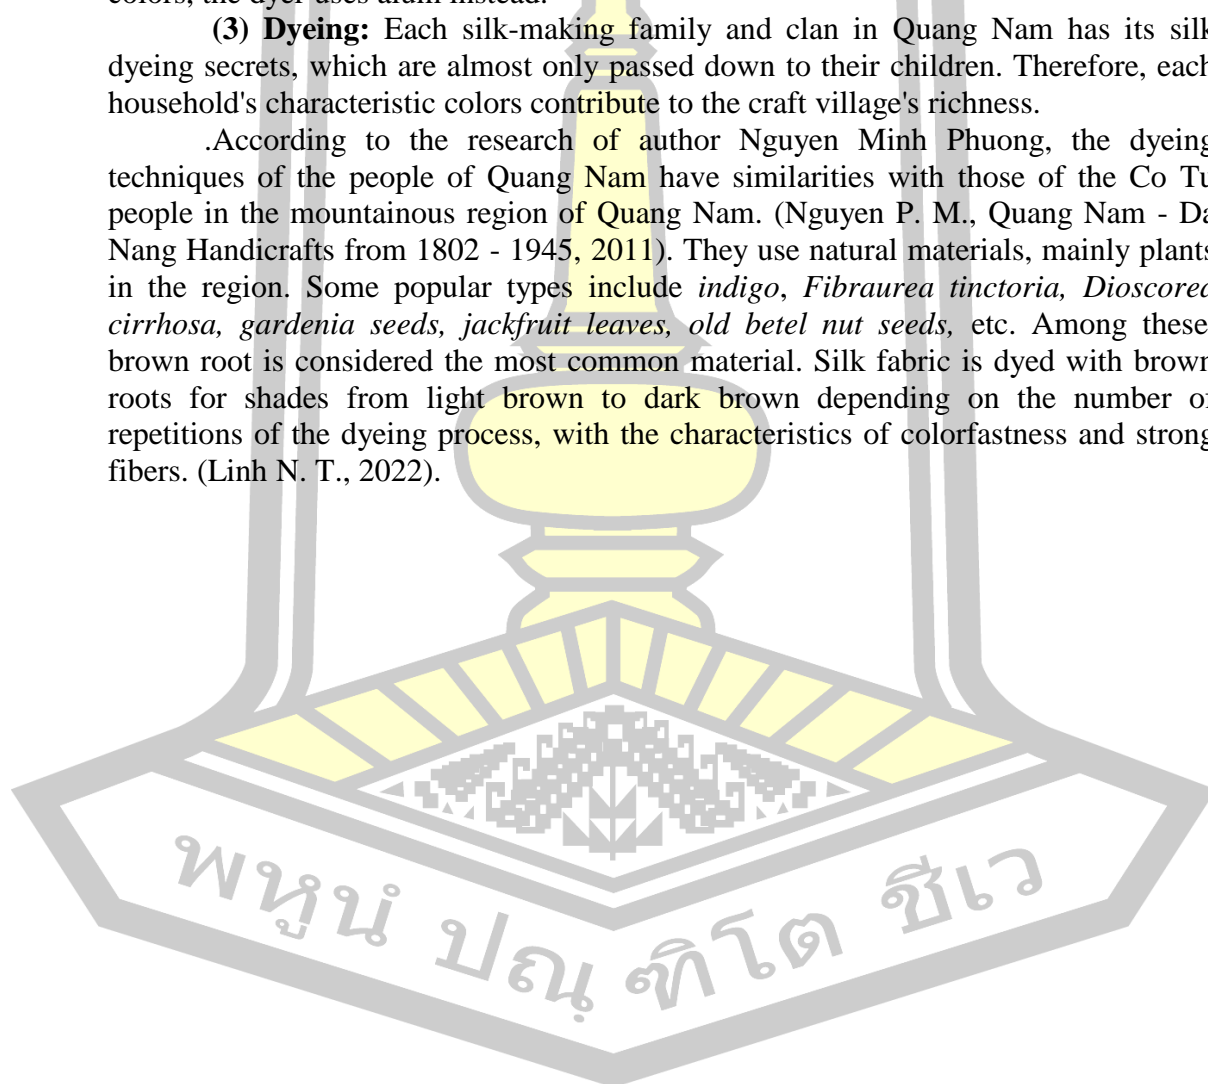 colors, the dyer uses alum instead.
(3) Dyeing: Each silk-making family and clan in Quang Nam has its silk
dyeing secrets, which are almost only passed down to their children. Therefore, each
household's characteristic colors contribute to the craft village's richness.
.According to the research of author Nguyen Minh Phuong, the dyeing
techniques of the people of Quang Nam have similarities with those of the Co Tu
people in the mountainous region of Quang Nam. (Nguyen P. M., Quang Nam - Da
Nang Handicrafts from 1802 - 1945, 2011). They use natural materials, mainly plants
in the region. Some popular types include indigo, Fibraurea tinctoria, Dioscorea
cirrhosa, gardenia seeds, jackfruit leaves, old betel nut seeds, etc. Among these,
brown root is considered the most common material. Silk fabric is dyed with brown
roots for shades from light brown to dark brown depending on the number of
repetitions of the dyeing process, with the characteristics of colorfastness and strong
fibers. (Linh N. T., 2022).
พหูนํ ปณฺฑิโต ชีเว